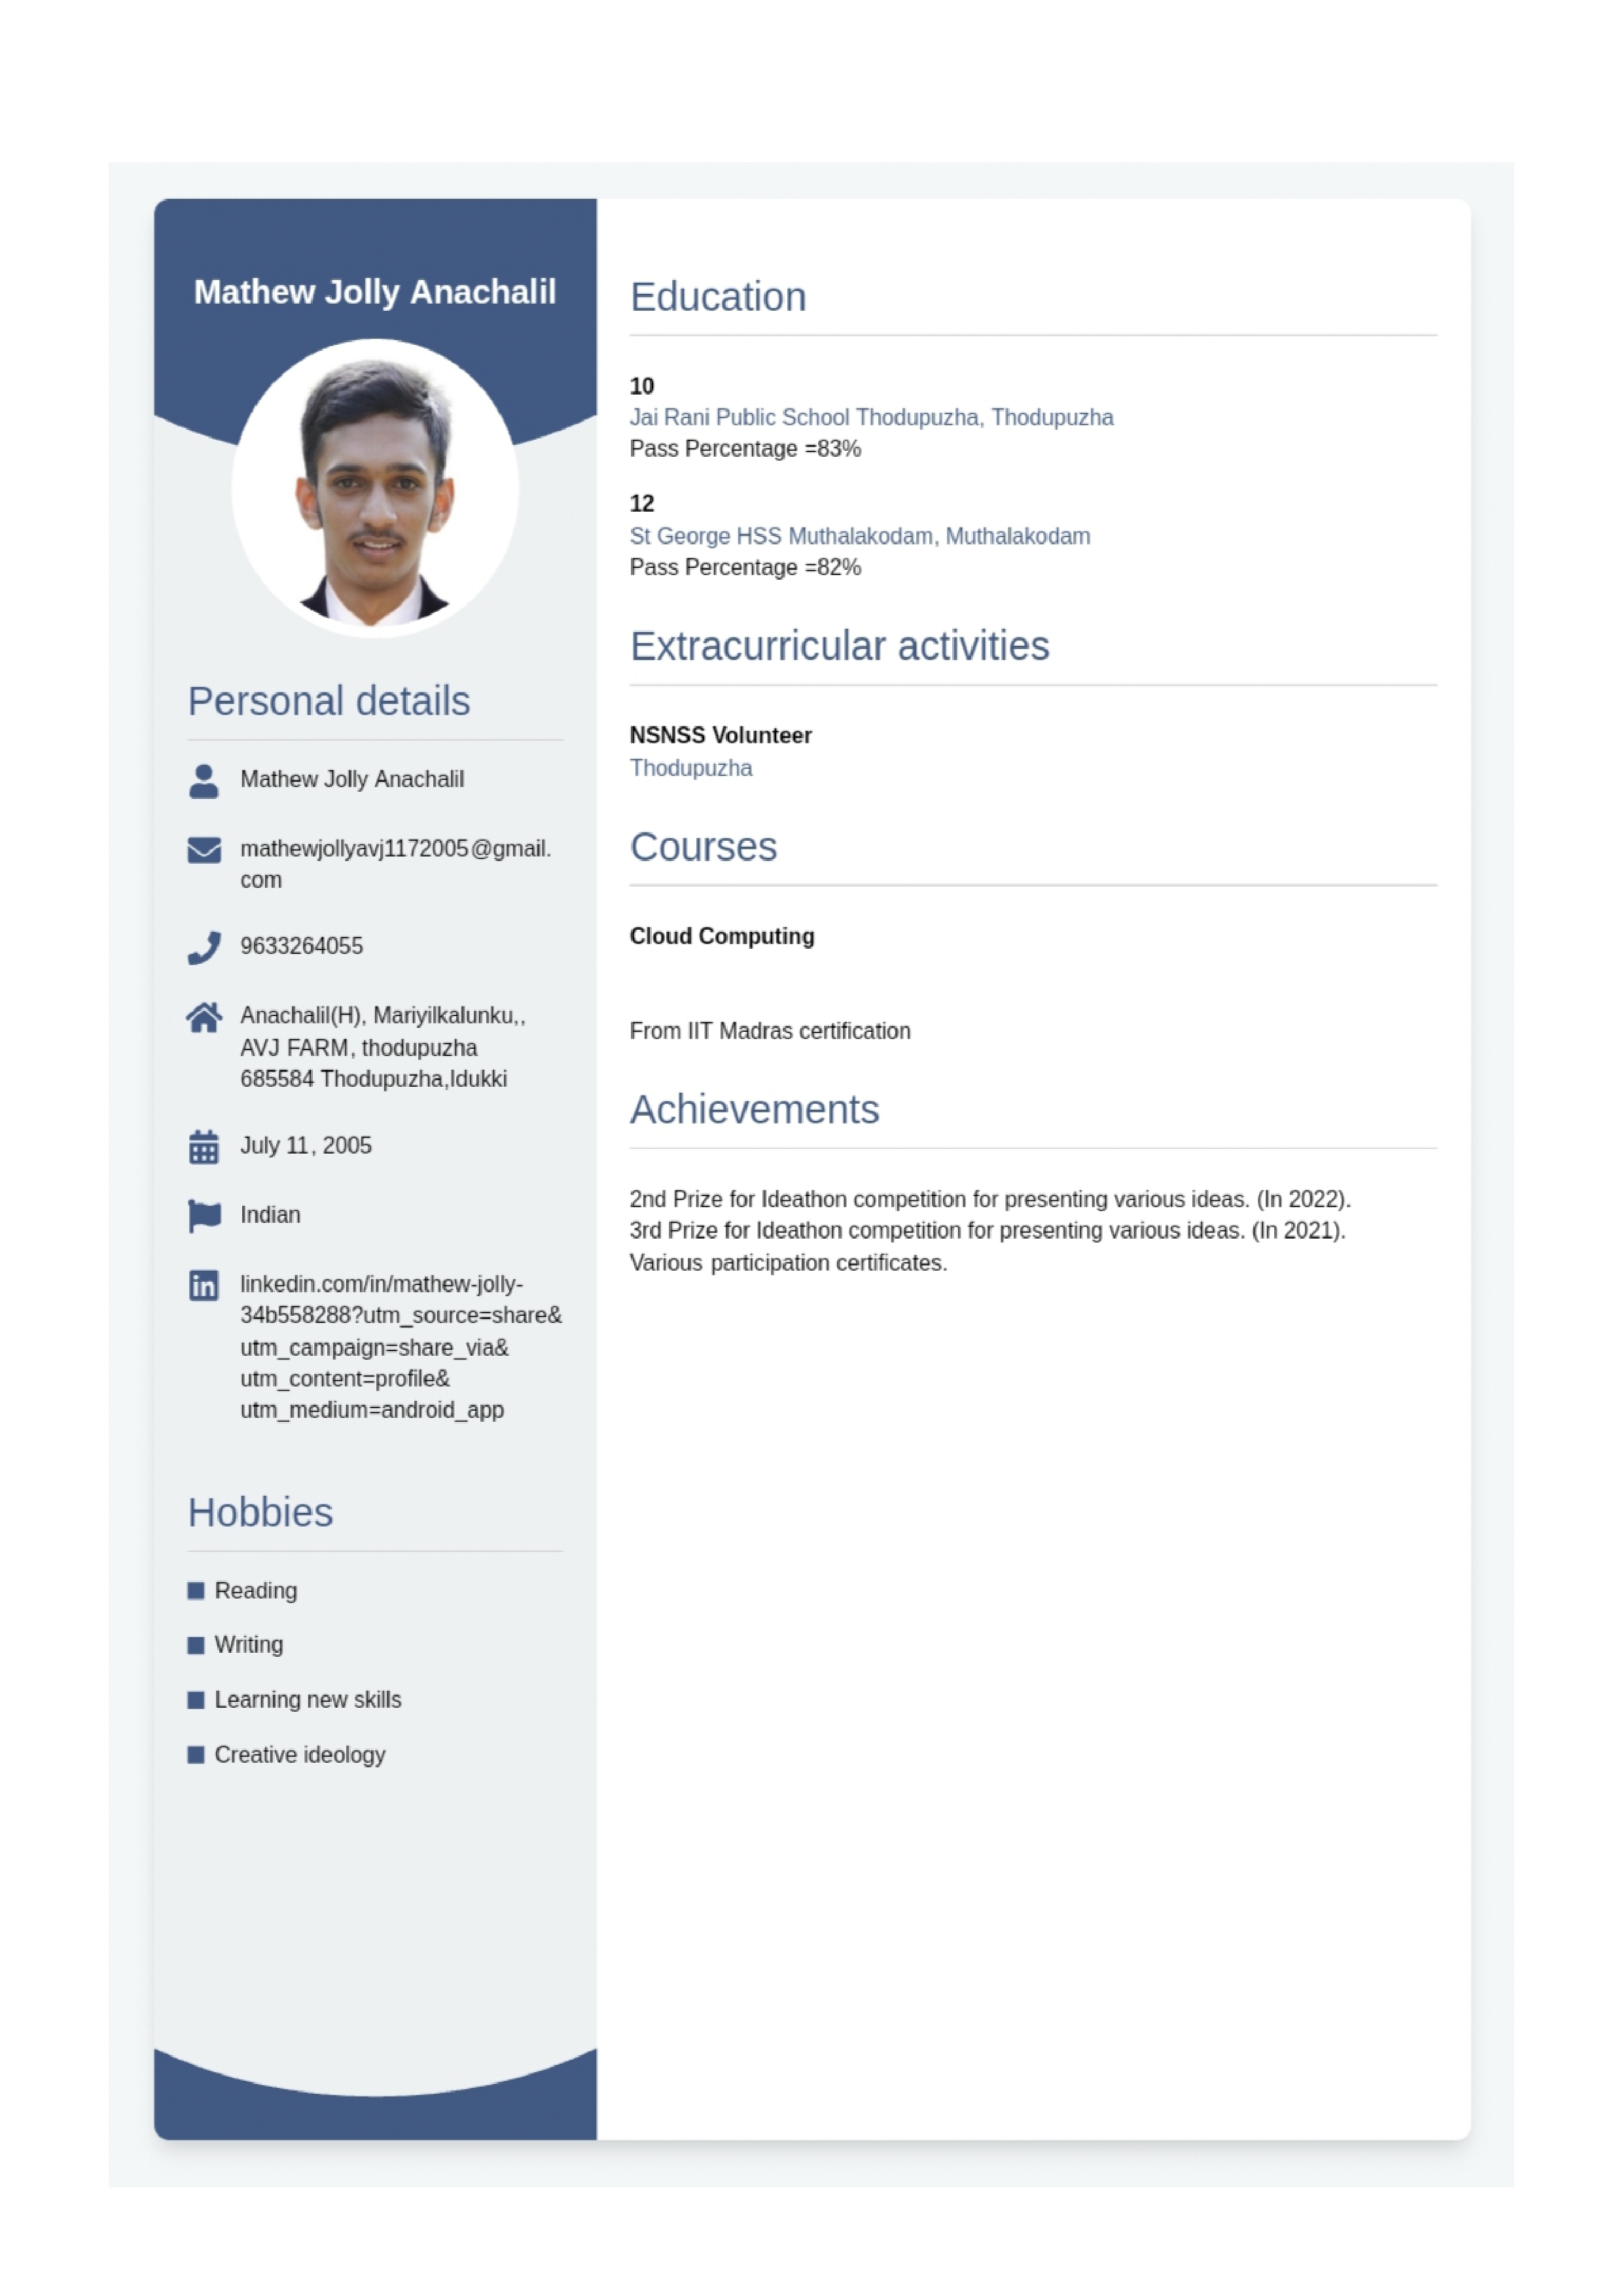 Mathew Jolly Anachalil
Personal details
Mathew Jolly Anachalil
mathewjollyavj1172005@gmail.
com
9633264055
Anachalil(H), Mariyilkalunku,,
AVJ FARM, thodupuzha
685584 Thodupuzha,Idukki
July 11, 2005
Indian
linkedin.com/in/mathew-jolly-
34b558288?utm_source=share&
utm_campaign=share_via&
utm_content=profile&
utm_medium=android_app
Hobbies
Reading
Writing
Learning new skills
Creative ideology
Education
10
Jai Rani Public School Thodupuzha, Thodupuzha
Pass Percentage =83%
12
St George HSS Muthalakodam, Muthalakodam
Pass Percentage =82%
Extracurricular activities
NSNSS Volunteer
Thodupuzha
Courses
Cloud Computing
From IIT Madras certification
Achievements
2nd Prize for Ideathon competition for presenting various ideas. (In 2022).
3rd Prize for Ideathon competition for presenting various ideas. (In 2021).
Various participation certificates.